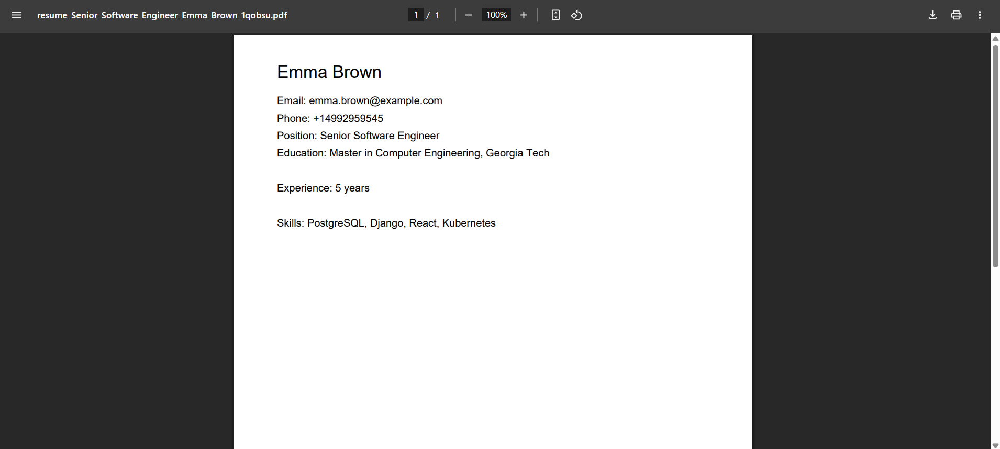 resume_Senior_Software_Engineer_Emma_Brown_1qobsu.pdf
1 / 1
100%
Emma Brown
Email: emma.brown@example.com
Phone: +14992959545
Position: Senior Software Engineer
Education: Master in Computer Engineering, Georgia Tech
Experience: 5 years
Skills: PostgreSQL, Django, React, Kubernetes